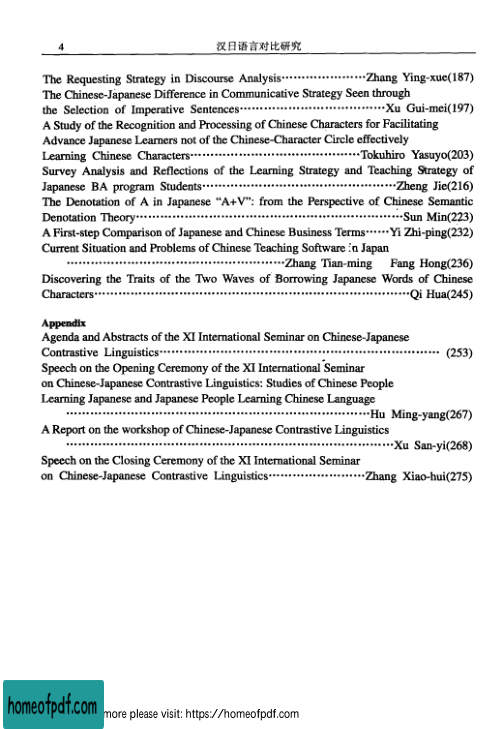 4 汉日语言对比研究
The Requesting Strategy in Discourse Analysis······················Zhang Ying-xue(187)
The Chinese-Japanese Difference in Communicative Strategy Seen through
the Selection of Imperative Sentences······································Xu Gui-mei(197)
A Study of the Recognition and Processing of Chinese Characters for Facilitating
Advance Japanese Learners not of the Chinese-Character Circle effectively
Learning Chinese Characters············································Tokuhiro Yasuyo(203)
Survey Analysis and Reflections of the Learning Strategy and Teaching Strategy of
Japanese BA program Students··················································Zheng Jie(216)
The Denotation of A in Japanese “A+V”: from the Perspective of Chinese Semantic
Denotation Theory······································································Sun Min(223)
A First-step Comparison of Japanese and Chinese Business Terms······Yi Zhi-ping(232)
Current Situation and Problems of Chinese Teaching Software in Japan
························································Zhang Tian-ming Fang Hong(236)
Discovering the Traits of the Two Waves of Borrowing Japanese Words of Chinese
Characters·················································································Qi Hua(245)
Appendix
Agenda and Abstracts of the XI International Seminar on Chinese-Japanese
Contrastive Linguistics········································································ (253)
Speech on the Opening Ceremony of the XI International Seminar
on Chinese-Japanese Contrastive Linguistics: Studies of Chinese People
Learning Japanese and Japanese People Learning Chinese Language
··············································································Hu Ming-yang(267)
A Report on the workshop of Chinese-Japanese Contrastive Linguistics
·····················································································Xu San-yi(268)
Speech on the Closing Ceremony of the XI International Seminar
on Chinese-Japanese Contrastive Linguistics·························Zhang Xiao-hui(275)
homeofpdf.com more please visit: https://homeofpdf.com